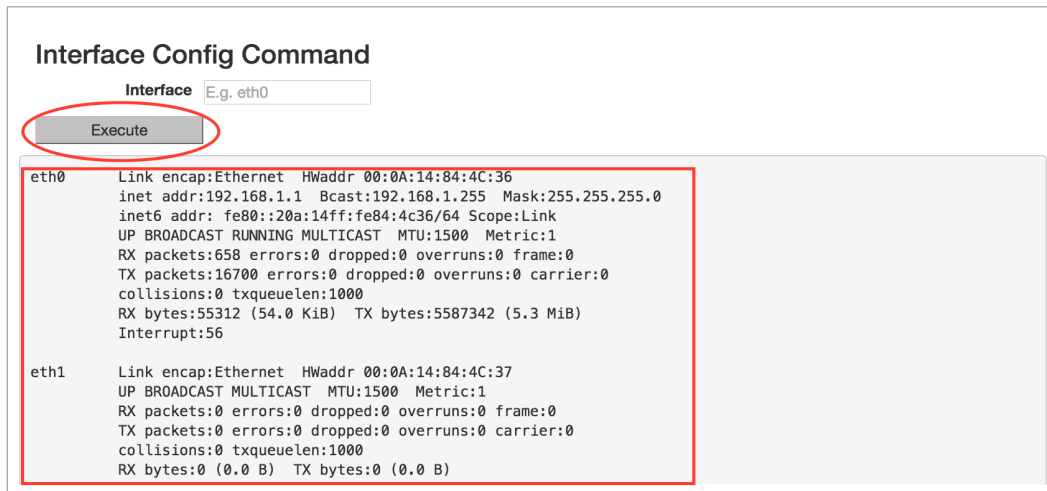 Interface Config Command
Interface E.g. eth0
Execute
eth0 Link encap:Ethernet HWaddr 00:0A:14:84:4C:36
inet addr:192.168.1.1 Bcast:192.168.1.255 Mask:255.255.255.0
inet6 addr: fe80::20a:14ff:fe84:4c36/64 Scope:Link
UP BROADCAST RUNNING MULTICAST MTU:1500 Metric:1
RX packets:658 errors:0 dropped:0 overruns:0 frame:0
TX packets:16700 errors:0 dropped:0 overruns:0 carrier:0
collisions:0 txqueuelen:1000
RX bytes:55312 (54.0 KiB) TX bytes:5587342 (5.3 MiB)
Interrupt:56
eth1 Link encap:Ethernet HWaddr 00:0A:14:84:4C:37
UP BROADCAST MULTICAST MTU:1500 Metric:1
RX packets:0 errors:0 dropped:0 overruns:0 frame:0
TX packets:0 errors:0 dropped:0 overruns:0 carrier:0
collisions:0 txqueuelen:1000
RX bytes:0 (0.0 B) TX bytes:0 (0.0 B)